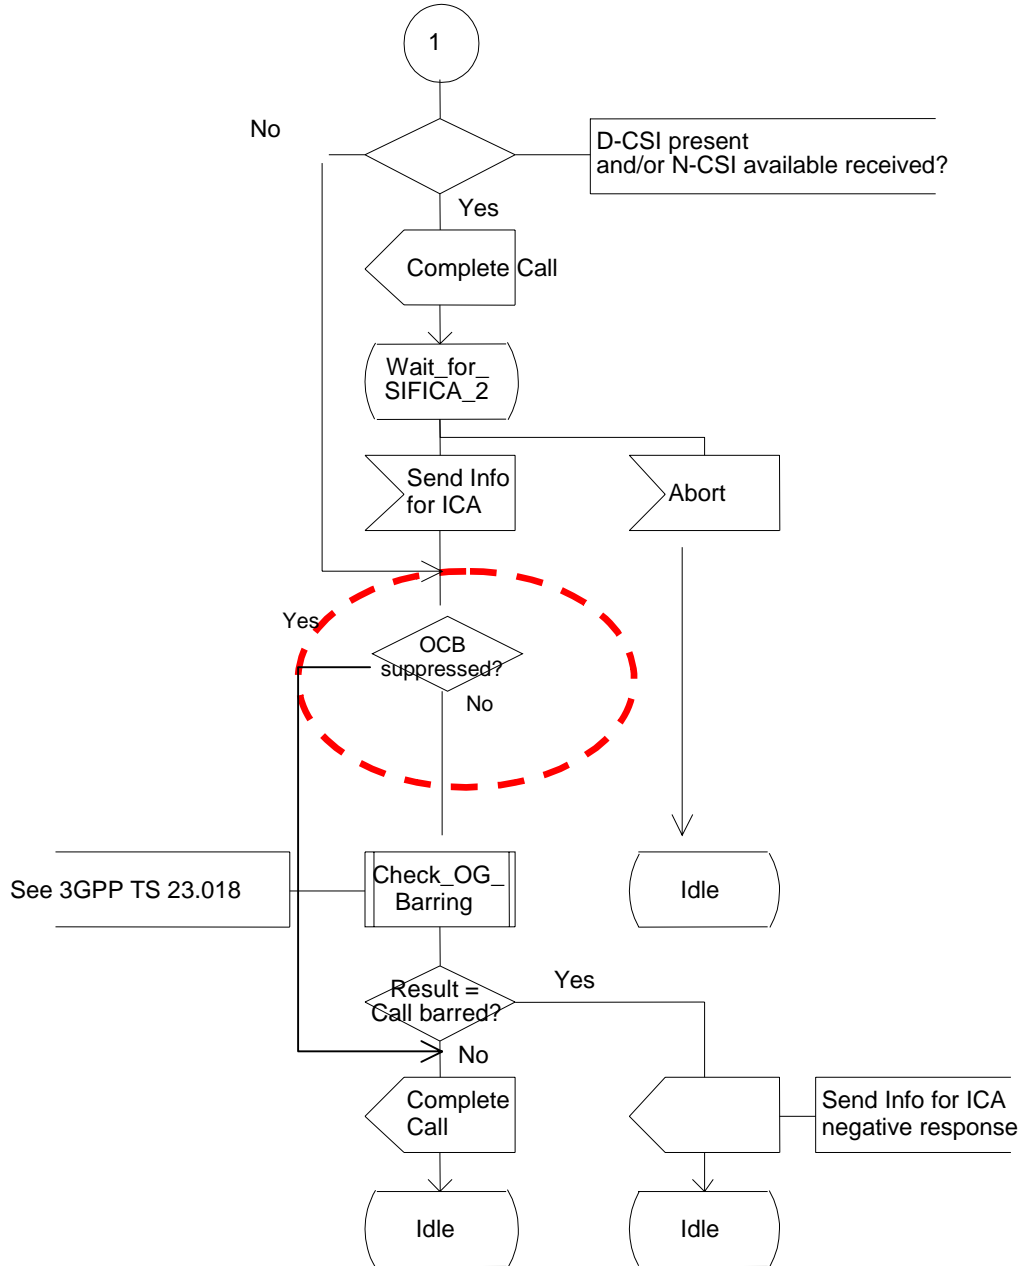 1
No
D-CSI present
and/or N-CSI available received?
Yes
Complete Call
Wait_for_
SIFICA_2
Send Info
for ICA
Abort
Yes
OCB
suppressed?
No
See 3GPP TS 23.018
Check_OG_
Barring
Idle
Result =
Call barred?
Yes
No
Complete
Call
Send Info for ICA
negative response
Idle
Idle